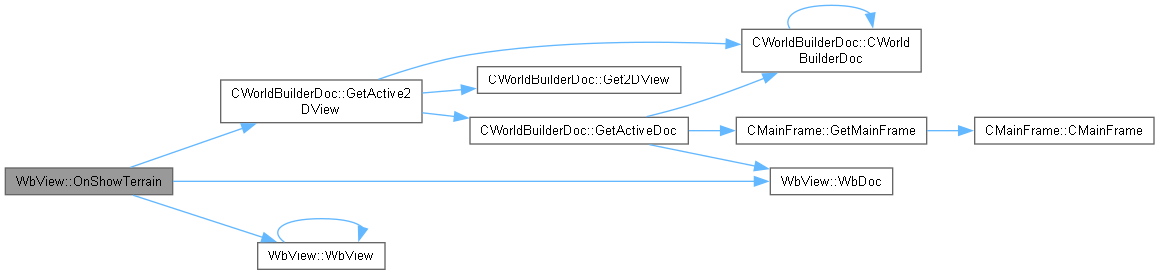 CWorldBuilderDoc::CWorld
BuilderDoc
CWorldBuilderDoc::Get2DView
CWorldBuilderDoc::GetActive2
DView
CWorldBuilderDoc::GetActiveDoc
CMainFrame::GetMainFrame
CMainFrame::CMainFrame
WbView::OnShowTerrain
WbView::WbDoc
WbView::WbView